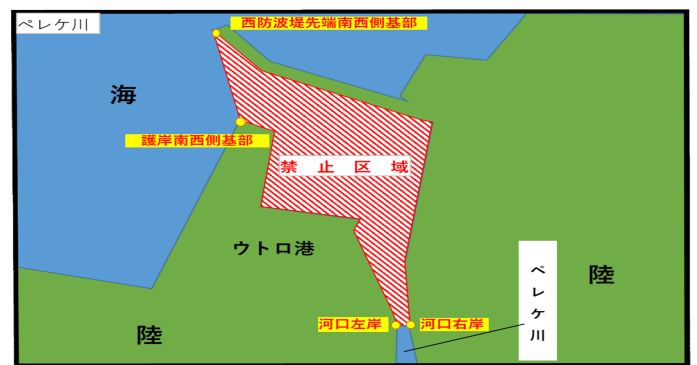 ペレケ川
西防波堤先端南西側基部
海
護岸南西側基部
禁止区域
ウトロ港
ペレケ川
陸
河口左岸
河口右岸
陸